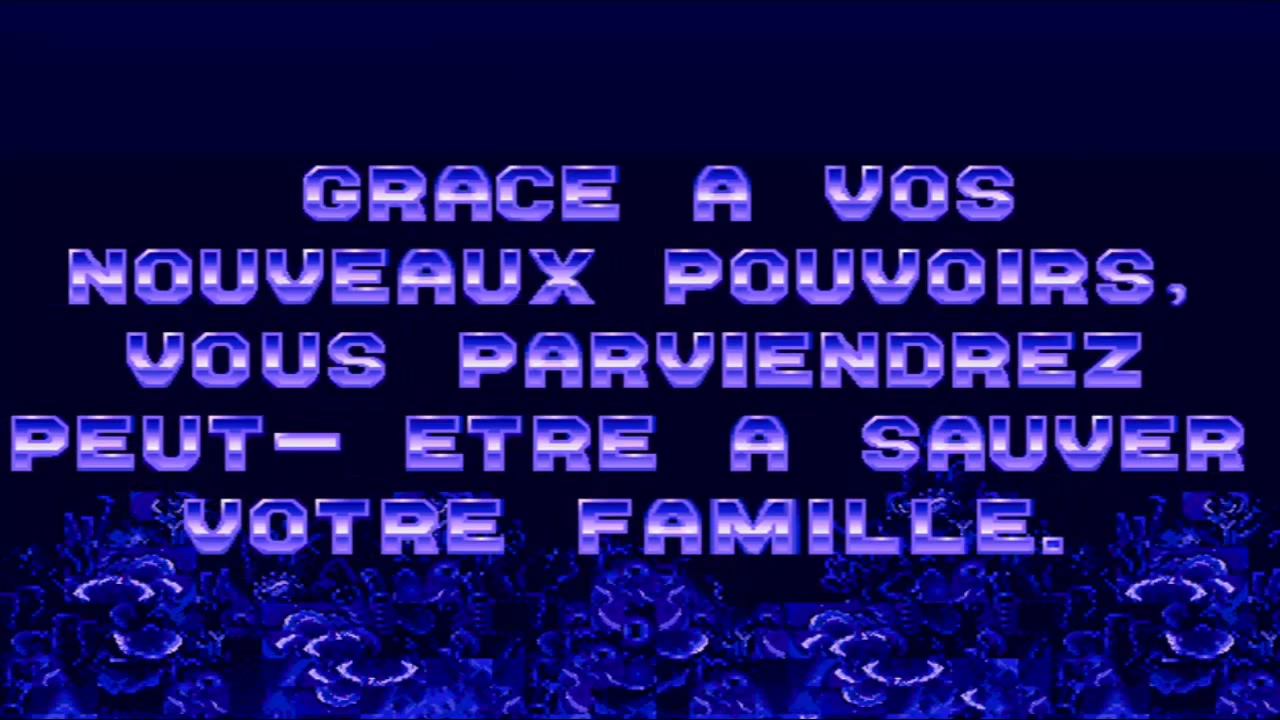 GRACE A VOS
NOUVEAUX POUVOIRS,
VOUS PARVIENDREZ
PEUT- ETRE A SAUVER
VOTRE FAMILLE.